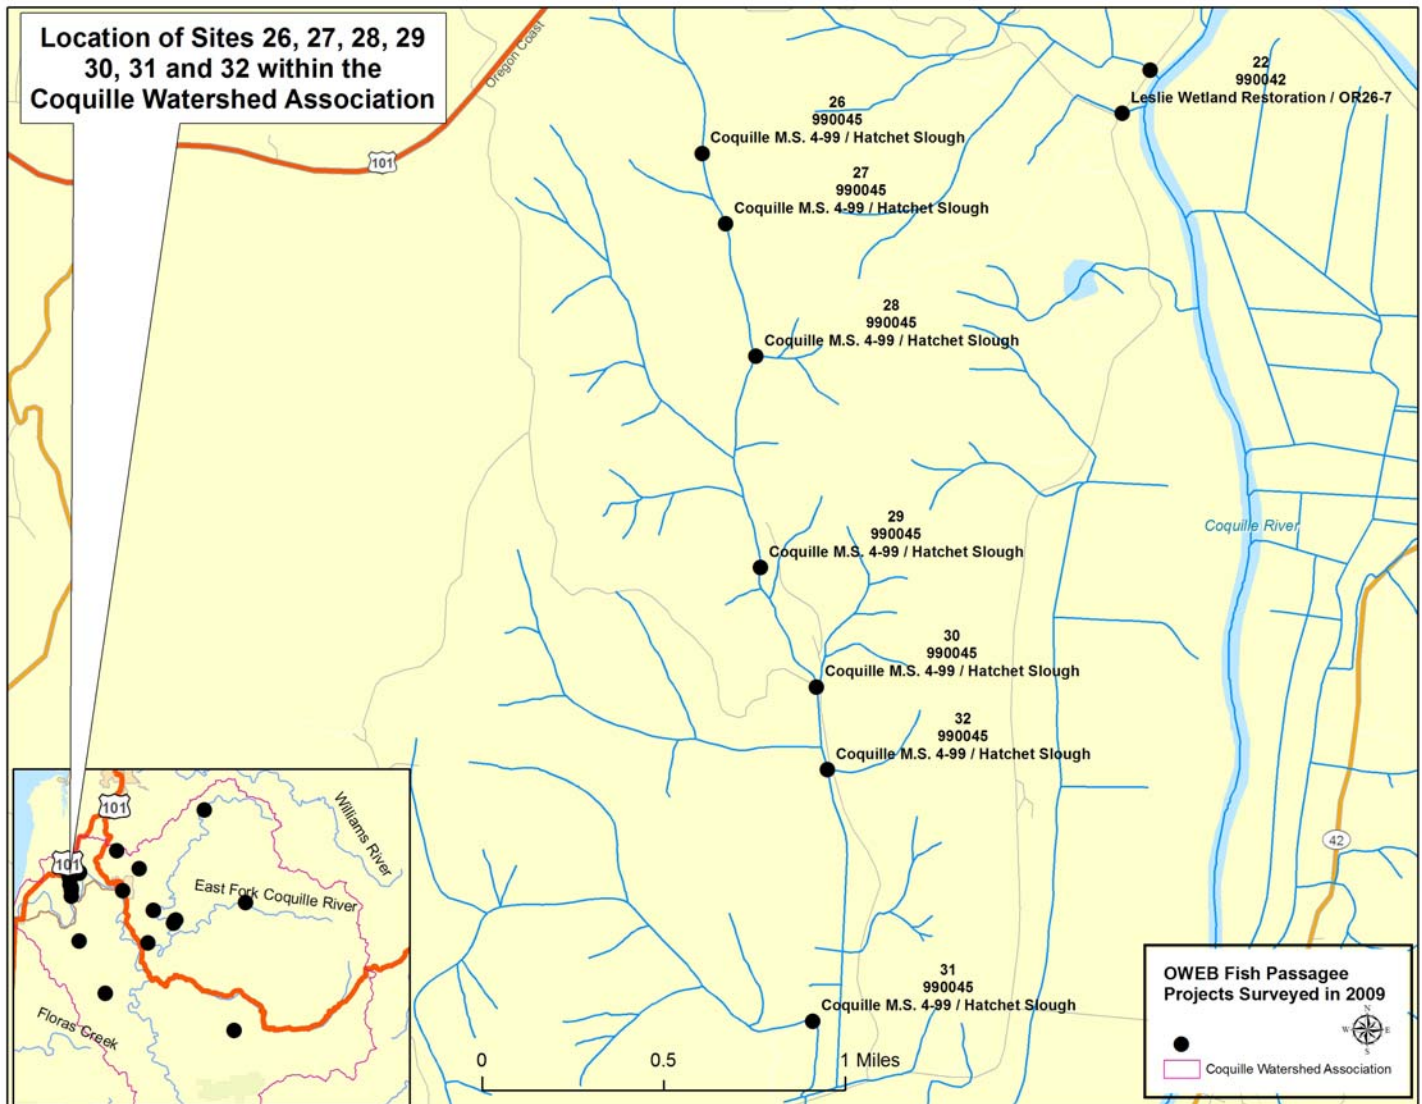 Location of Sites 26, 27, 28, 29
30, 31 and 32 within the
Coquille Watershed Association
Oregon Coast
101
22
990042
Leslie Wetland Restoration / OR26-7
26
990045
Coquille M.S. 4-99 / Hatchet Slough
27
990045
Coquille M.S. 4-99 / Hatchet Slough
28
990045
Coquille M.S. 4-99 / Hatchet Slough
29
990045
Coquille M.S. 4-99 / Hatchet Slough
Coquille River
30
990045
Coquille M.S. 4-99 / Hatchet Slough
32
990045
Coquille M.S. 4-99 / Hatchet Slough
42
31
990045
Coquille M.S. 4-99 / Hatchet Slough
101
101
Williams River
East Fork Coquille River
Floras Creek
0 0.5 1 Miles
OWEB Fish Passagee
Projects Surveyed in 2009
N
W E
S
Coquille Watershed Association